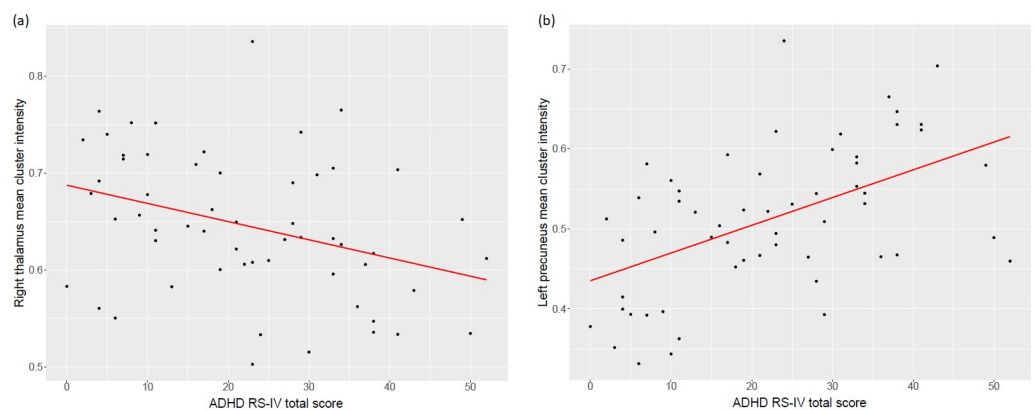 (a)
Right thalamus mean cluster intensity
0.8
0.7
0.6
0.5
0 10 20 30 40 50
ADHD RS-IV total score
(b)
Left precuneus mean cluster intensity
0.7
0.6
0.5
0.4
0 10 20 30 40 50
ADHD RS-IV total score